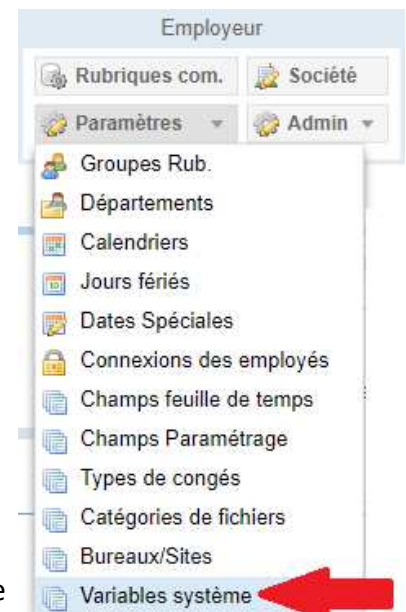 Employeur
Rubriques com. Société
Paramètres Admin
Groupes Rub.
Départements
Calendriers
Jours fériés
Dates Spéciales
Connexions des employés
Champs feuille de temps
Champs Paramétrage
Types de congés
Catégories de fichiers
Bureaux/Sites
e Variables système